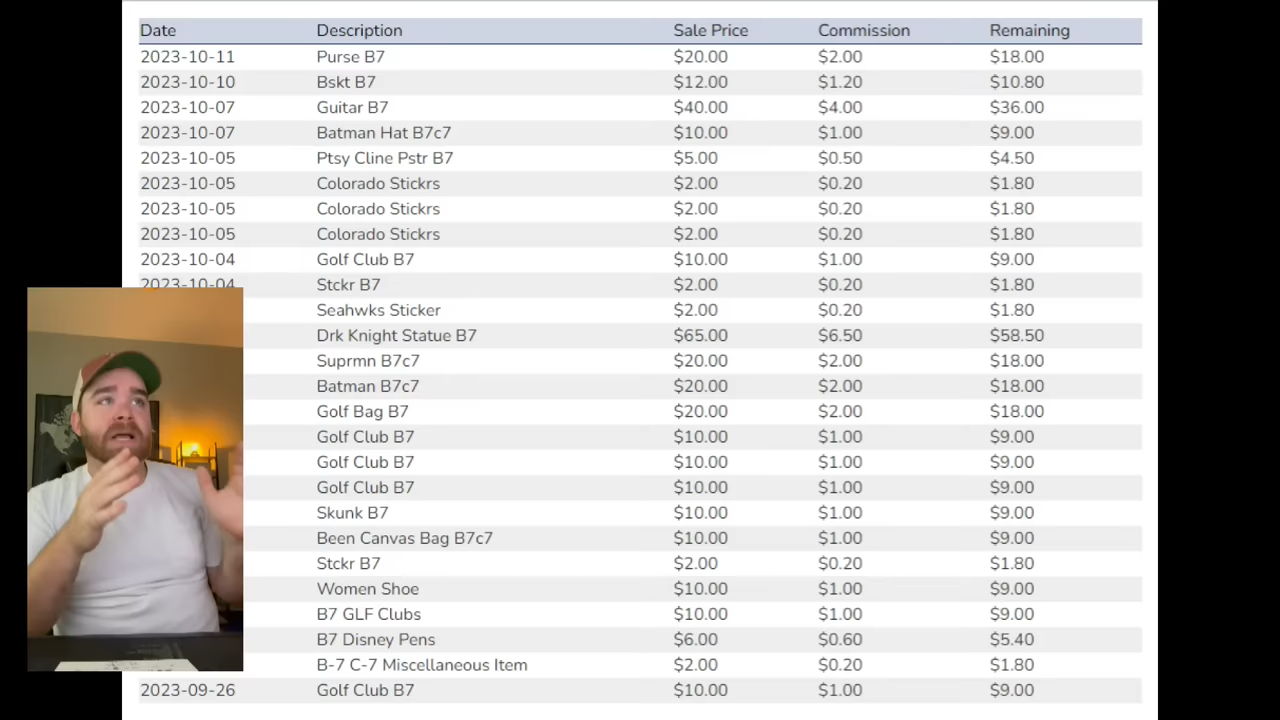 Date Description Sale Price Commission Remaining
2023-10-11 Purse B7 $20.00 $2.00 $18.00
2023-10-10 Bskt B7 $12.00 $1.20 $10.80
2023-10-07 Guitar B7 $40.00 $4.00 $36.00
2023-10-07 Batman Hat B7c7 $10.00 $1.00 $9.00
2023-10-05 Ptsy Cline Pstr B7 $5.00 $0.50 $4.50
2023-10-05 Colorado Stickrs $2.00 $0.20 $1.80
2023-10-05 Colorado Stickrs $2.00 $0.20 $1.80
2023-10-05 Colorado Stickrs $2.00 $0.20 $1.80
2023-10-04 Golf Club B7 $10.00 $1.00 $9.00
2023-10-04 Stckr B7 $2.00 $0.20 $1.80
Seahwks Sticker $2.00 $0.20 $1.80
Drk Knight Statue B7 $65.00 $6.50 $58.50
Suprmn B7c7 $20.00 $2.00 $18.00
Batman B7c7 $20.00 $2.00 $18.00
Golf Bag B7 $20.00 $2.00 $18.00
Golf Club B7 $10.00 $1.00 $9.00
Golf Club B7 $10.00 $1.00 $9.00
Golf Club B7 $10.00 $1.00 $9.00
Skunk B7 $10.00 $1.00 $9.00
Been Canvas Bag B7c7 $10.00 $1.00 $9.00
Stckr B7 $2.00 $0.20 $1.80
Women Shoe $10.00 $1.00 $9.00
B7 GLF Clubs $10.00 $1.00 $9.00
B7 Disney Pens $6.00 $0.60 $5.40
B-7 C-7 Miscellaneous Item $2.00 $0.20 $1.80
2023-09-26 Golf Club B7 $10.00 $1.00 $9.00